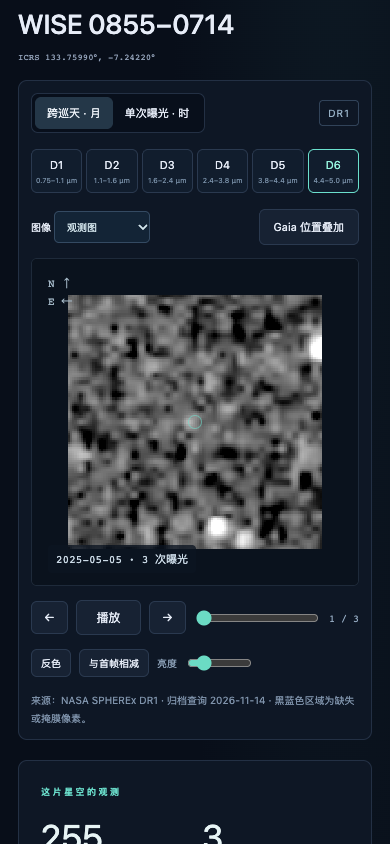 WISE 0855−0714
ICRS 133.75990°, −7.24220°
跨巡天 · 月 单次曝光 · 时 DR1
D1 D2 D3 D4 D5 D6
0.75–1.1 μm 1.1–1.6 μm 1.6–2.4 μm 2.4–3.8 μm 3.8–4.4 μm 4.4–5.0 μm
图像 观测图 Gaia 位置叠加
N ↑
E ←
2025-05-05 · 3 次曝光
← 播放 → 1 / 3
反色 与首帧相减 亮度
来源：NASA SPHEREx DR1 · 归档查询 2026-11-14 · 黑蓝色区域为缺失
或掩膜像素。
这片星空的观测
255 3